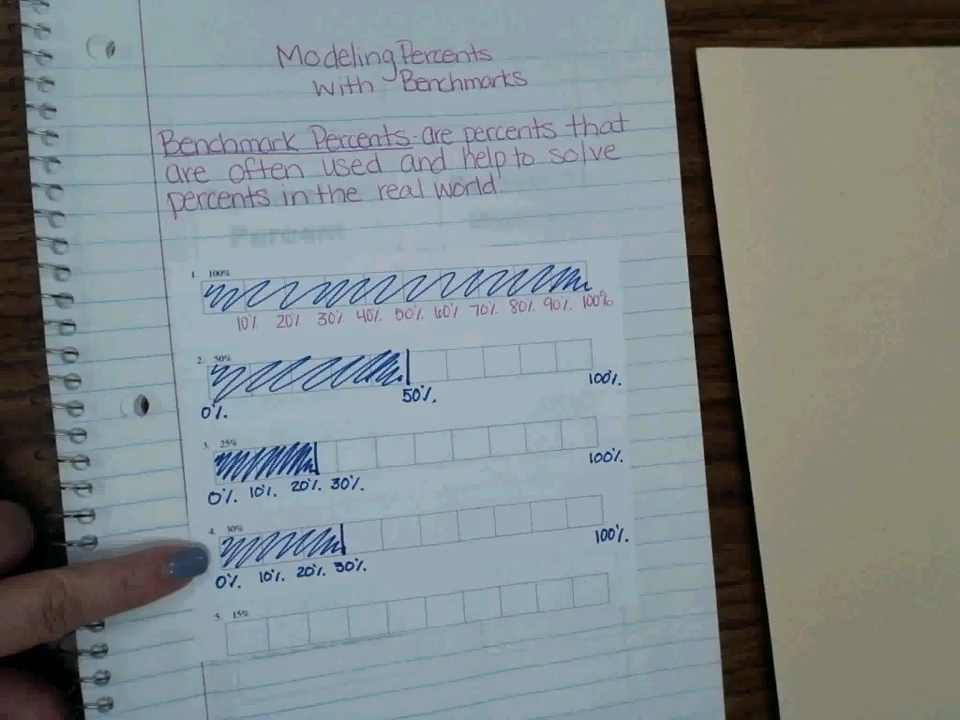 Modeling Percents
With Benchmarks
Benchmark Percents - are percents that
are often used and help to solve
percents in the real world!
Percent
1. 100%
10% 20% 30% 40% 50% 60% 70% 80% 90% 100%
2. 50%
0% 50% 100%
3. 25%
0% 10% 20% 30% 100%
4. 30%
0% 10% 20% 30% 100%
5. 15%